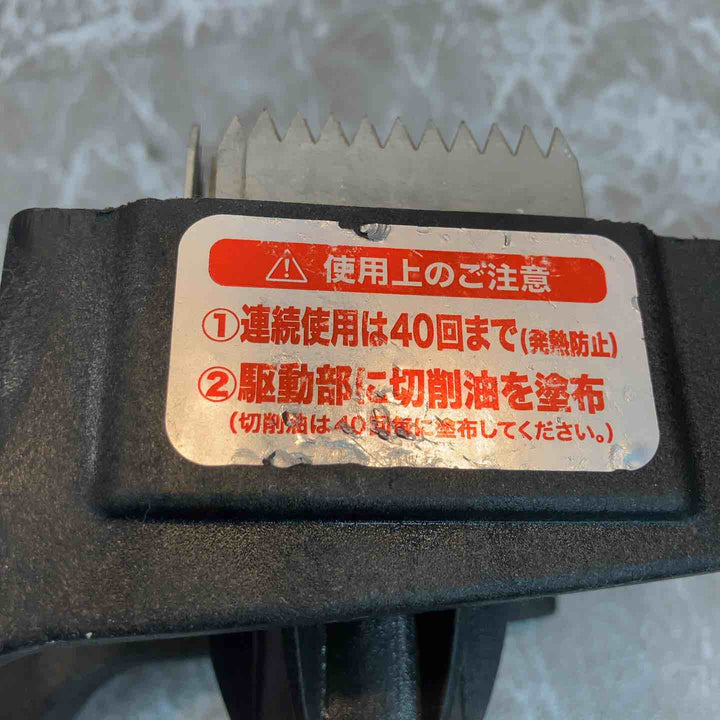 使用上のご注意
①連続使用は40回まで(発熱防止)
②駆動部に切削油を塗布
(切削油は40回毎に塗布してください。)